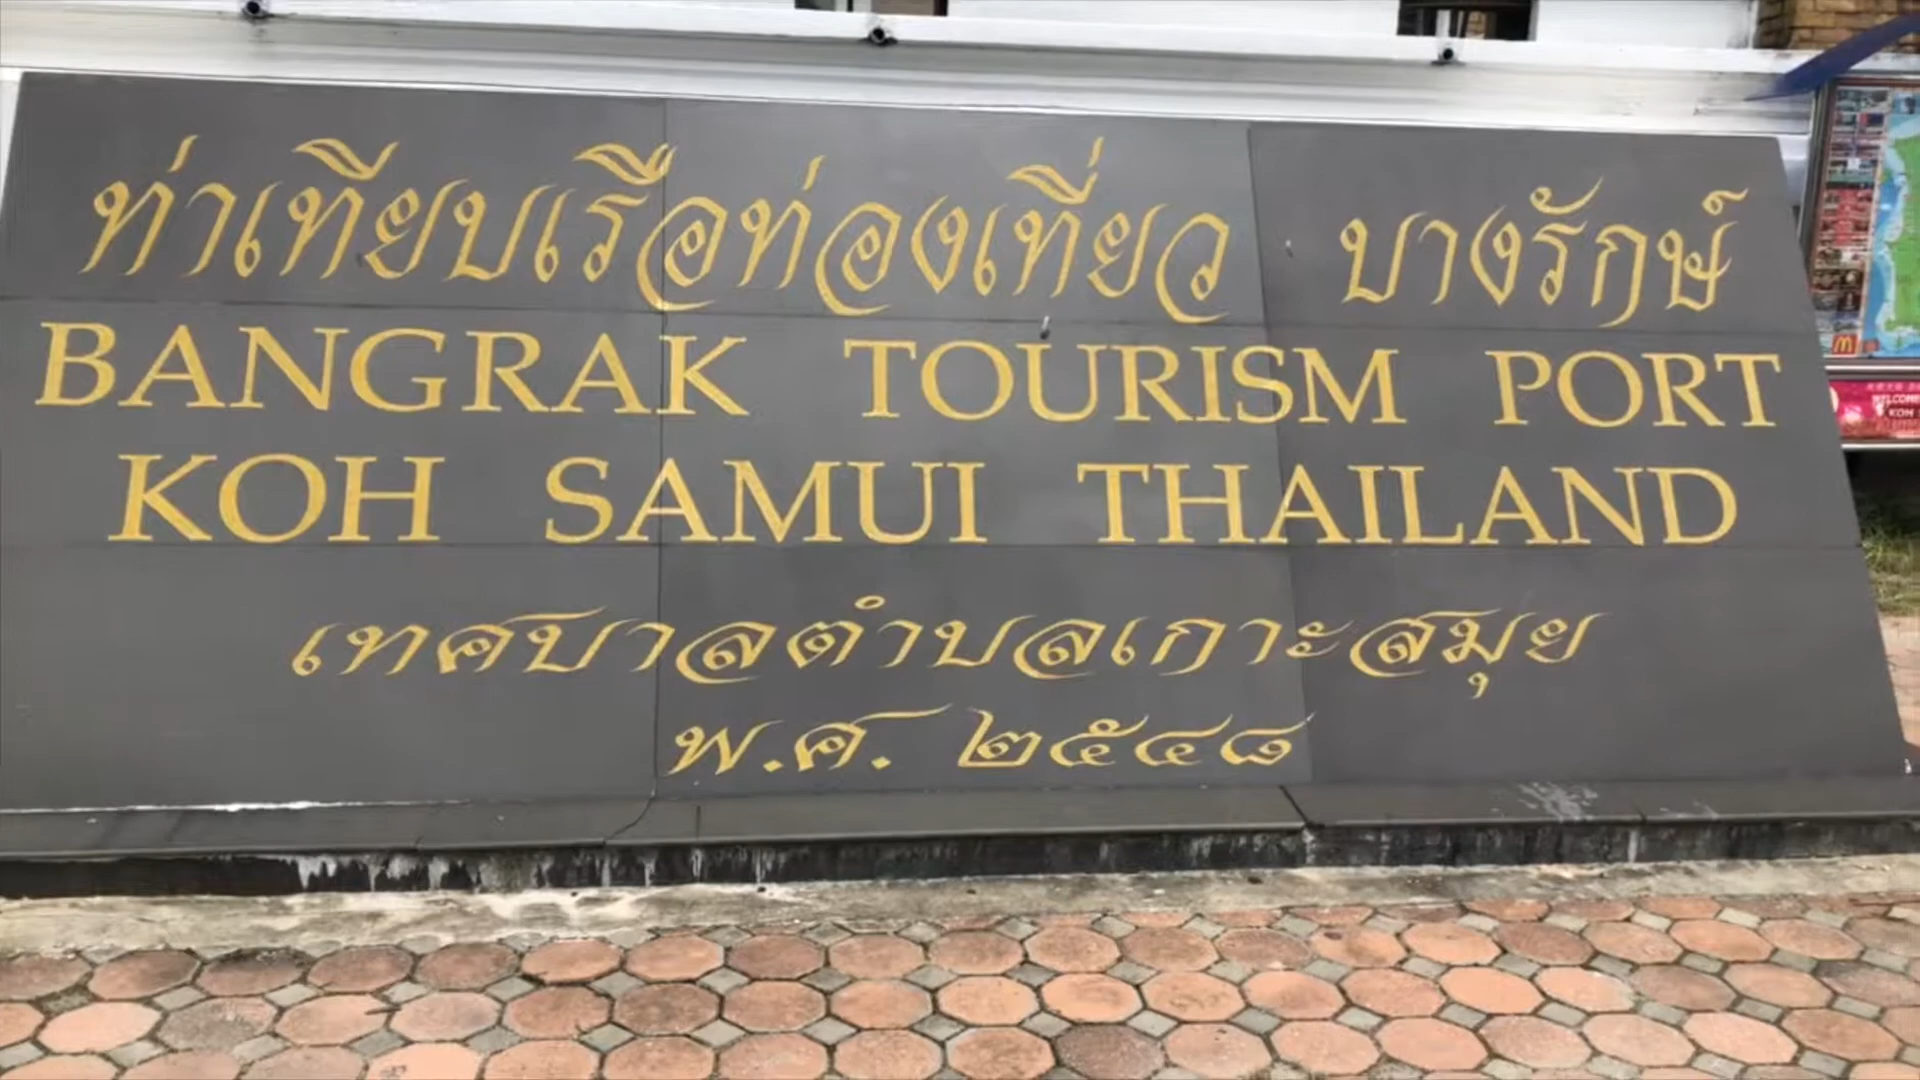 ท่าเทียบเรือท่องเที่ยว บางรักษ์
BANGRAK TOURISM PORT
KOH SAMUI THAILAND
เทศบาลตำบลเกาะสมุย
พ.ศ. ๒๕๔๘
WELCOME
KOH